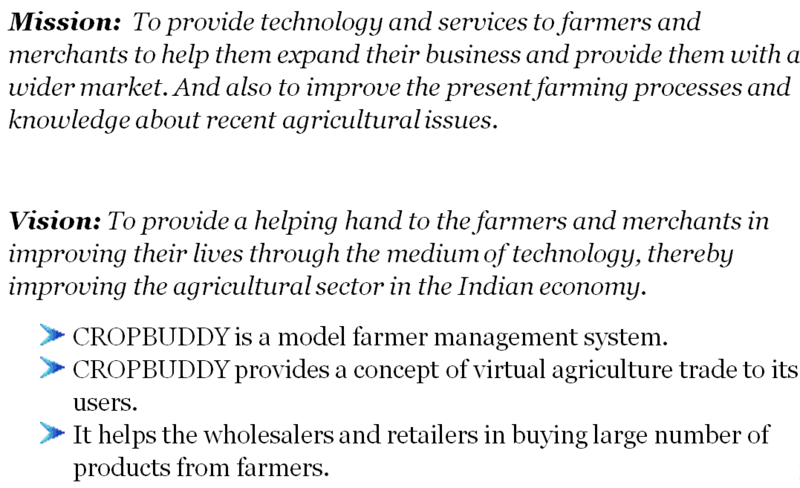 Mission: To provide technology and services to farmers and
merchants to help them expand their business and provide them with a
wider market. And also to improve the present farming processes and
knowledge about recent agricultural issues.
Vision: To provide a helping hand to the farmers and merchants in
improving their lives through the medium of technology, thereby
improving the agricultural sector in the Indian economy.
CROPBUDDY is a model farmer management system.
CROPBUDDY provides a concept of virtual agriculture trade to its
users.
It helps the wholesalers and retailers in buying large number of
products from farmers.